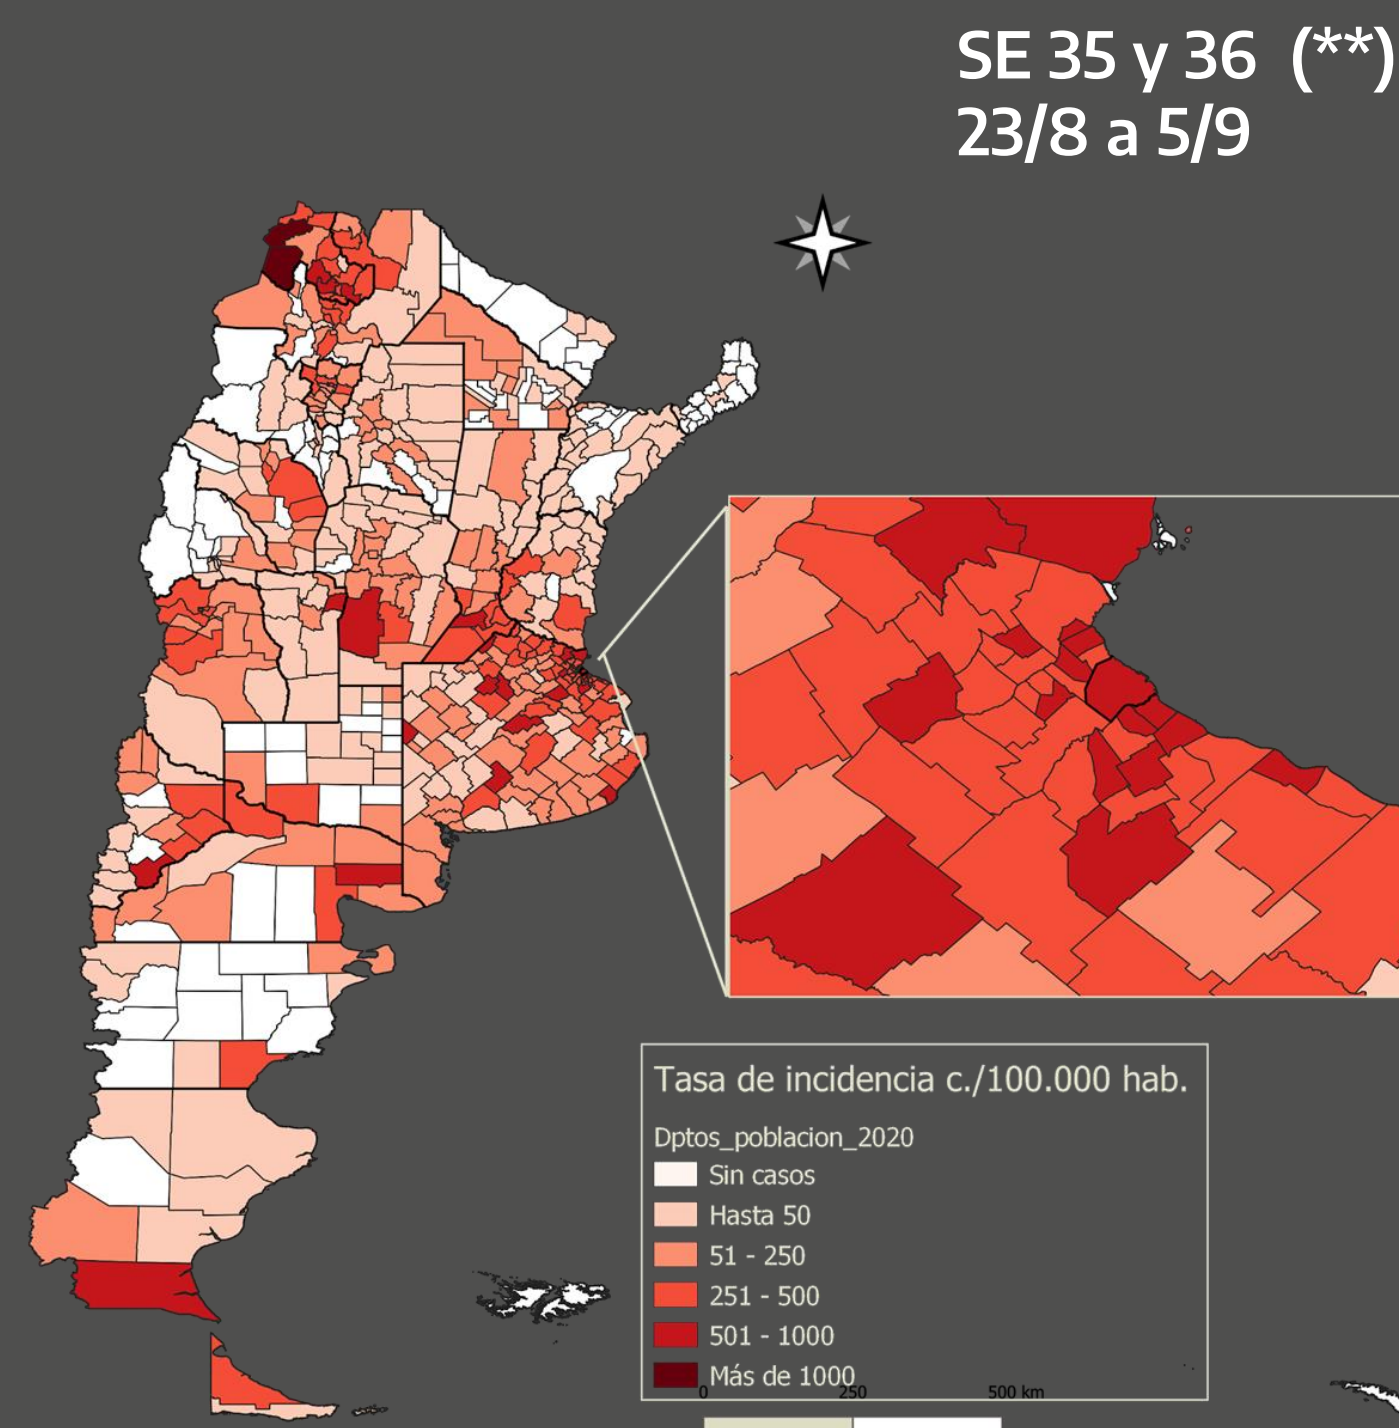 SE 35 y 36 (**)
23/8 a 5/9
Tasa de incidencia c./100.000 hab.
Dptos_poblacion_2020
Sin casos
Hasta 50
51 - 250
251 - 500
501 - 1000
Más de 1000
0 250 500 km